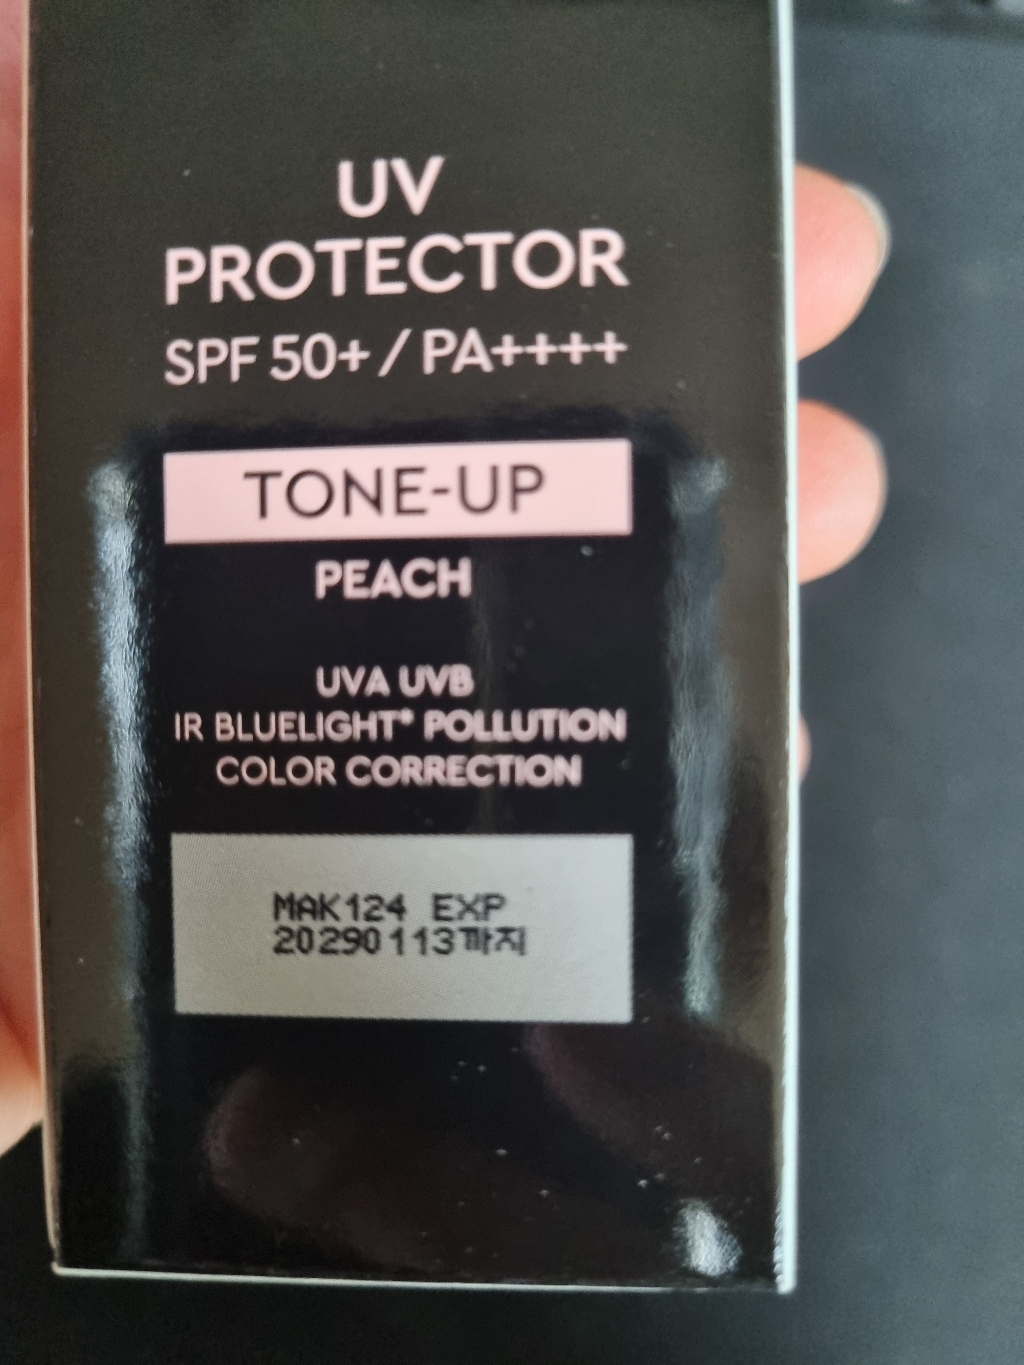 UV
PROTECTOR
SPF 50+ / PA++++
TONE-UP
PEACH
UVA UVB
IR BLUELIGHT* POLLUTION
COLOR CORRECTION
MAK124 EXP
20290113까지